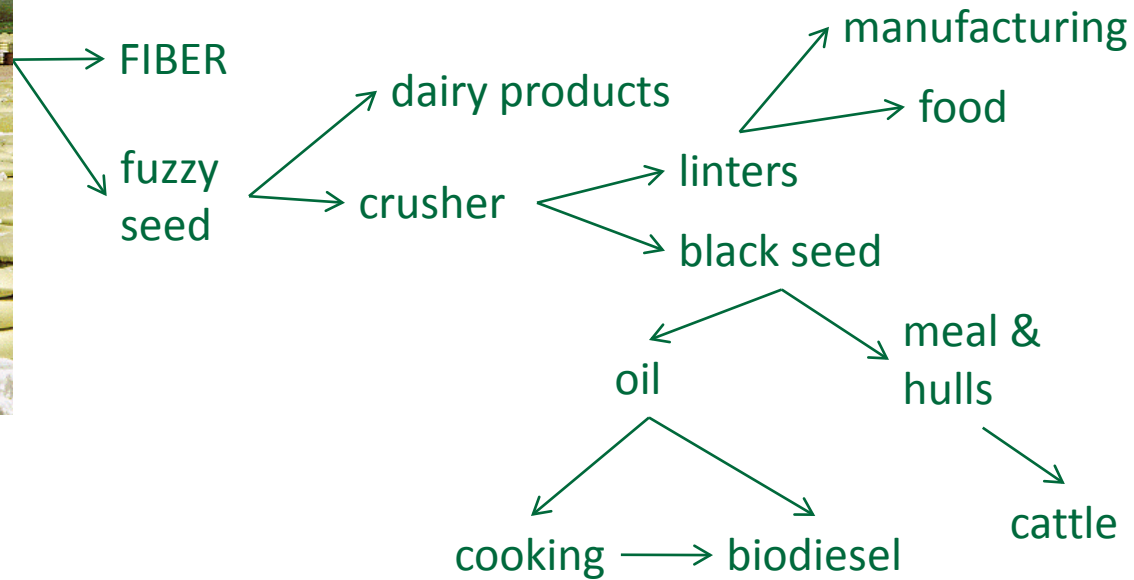 manufacturing
FIBER
dairy products
food
fuzzy
seed
linters
crusher
black seed
meal &
hulls
oil
cattle
cooking
biodiesel